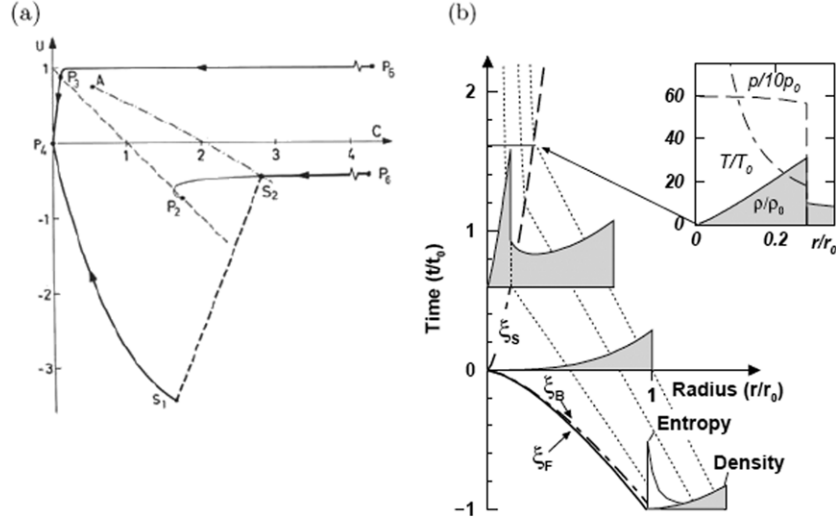 (a)
U
1
P3
A
P5
C
P4
1
2
3
4
P6
S2
P2
-1
-2
-3
S1
(b)
2
1
0
−1
Time (t/t0)
ξS
ξB
ξF
1 Radius (r/r0)
Entropy
Density
60
40
20
0
p/10p0
T/T0
ρ/ρ0
0
0.2
r/r0